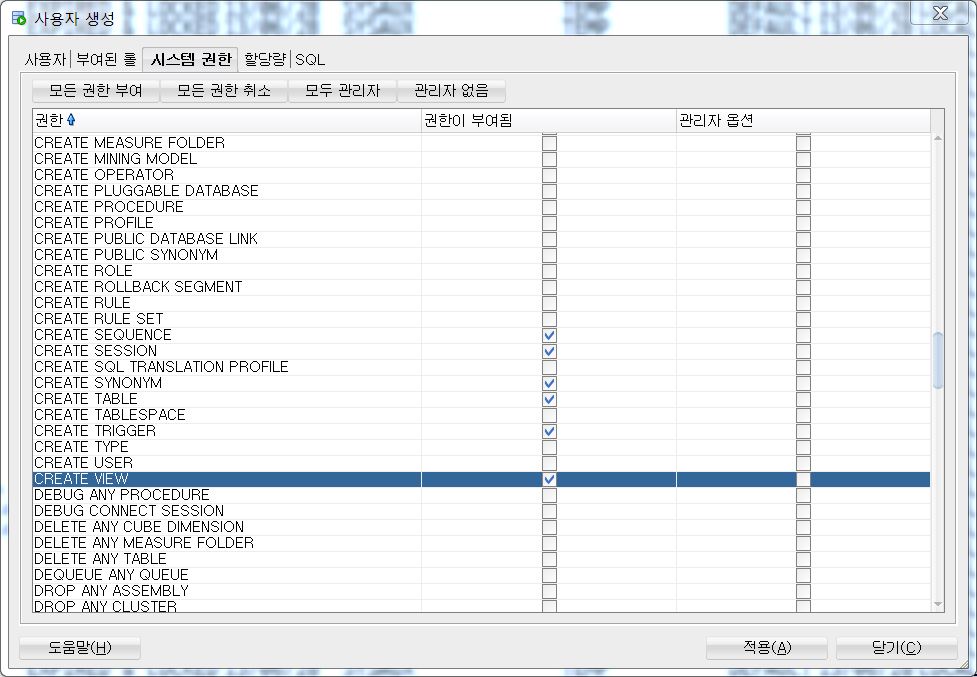 사용자 생성
사용자 부여된 롤 시스템 권한 할당량 SQL
모든 권한 부여 모든 권한 취소 모두 관리자 관리자 없음
권한 권한이 부여됨 관리자 옵션
CREATE MEASURE FOLDER
CREATE MINING MODEL
CREATE OPERATOR
CREATE PLUGGABLE DATABASE
CREATE PROCEDURE
CREATE PROFILE
CREATE PUBLIC DATABASE LINK
CREATE PUBLIC SYNONYM
CREATE ROLE
CREATE ROLLBACK SEGMENT
CREATE RULE
CREATE RULE SET
CREATE SEQUENCE
CREATE SESSION
CREATE SQL TRANSLATION PROFILE
CREATE SYNONYM
CREATE TABLE
CREATE TABLESPACE
CREATE TRIGGER
CREATE TYPE
CREATE USER
CREATE VIEW
DEBUG ANY PROCEDURE
DEBUG CONNECT SESSION
DELETE ANY CUBE DIMENSION
DELETE ANY MEASURE FOLDER
DELETE ANY TABLE
DEQUEUE ANY QUEUE
DROP ANY ASSEMBLY
DROP ANY CLUSTER
도움말(H) 적용(A) 닫기(C)